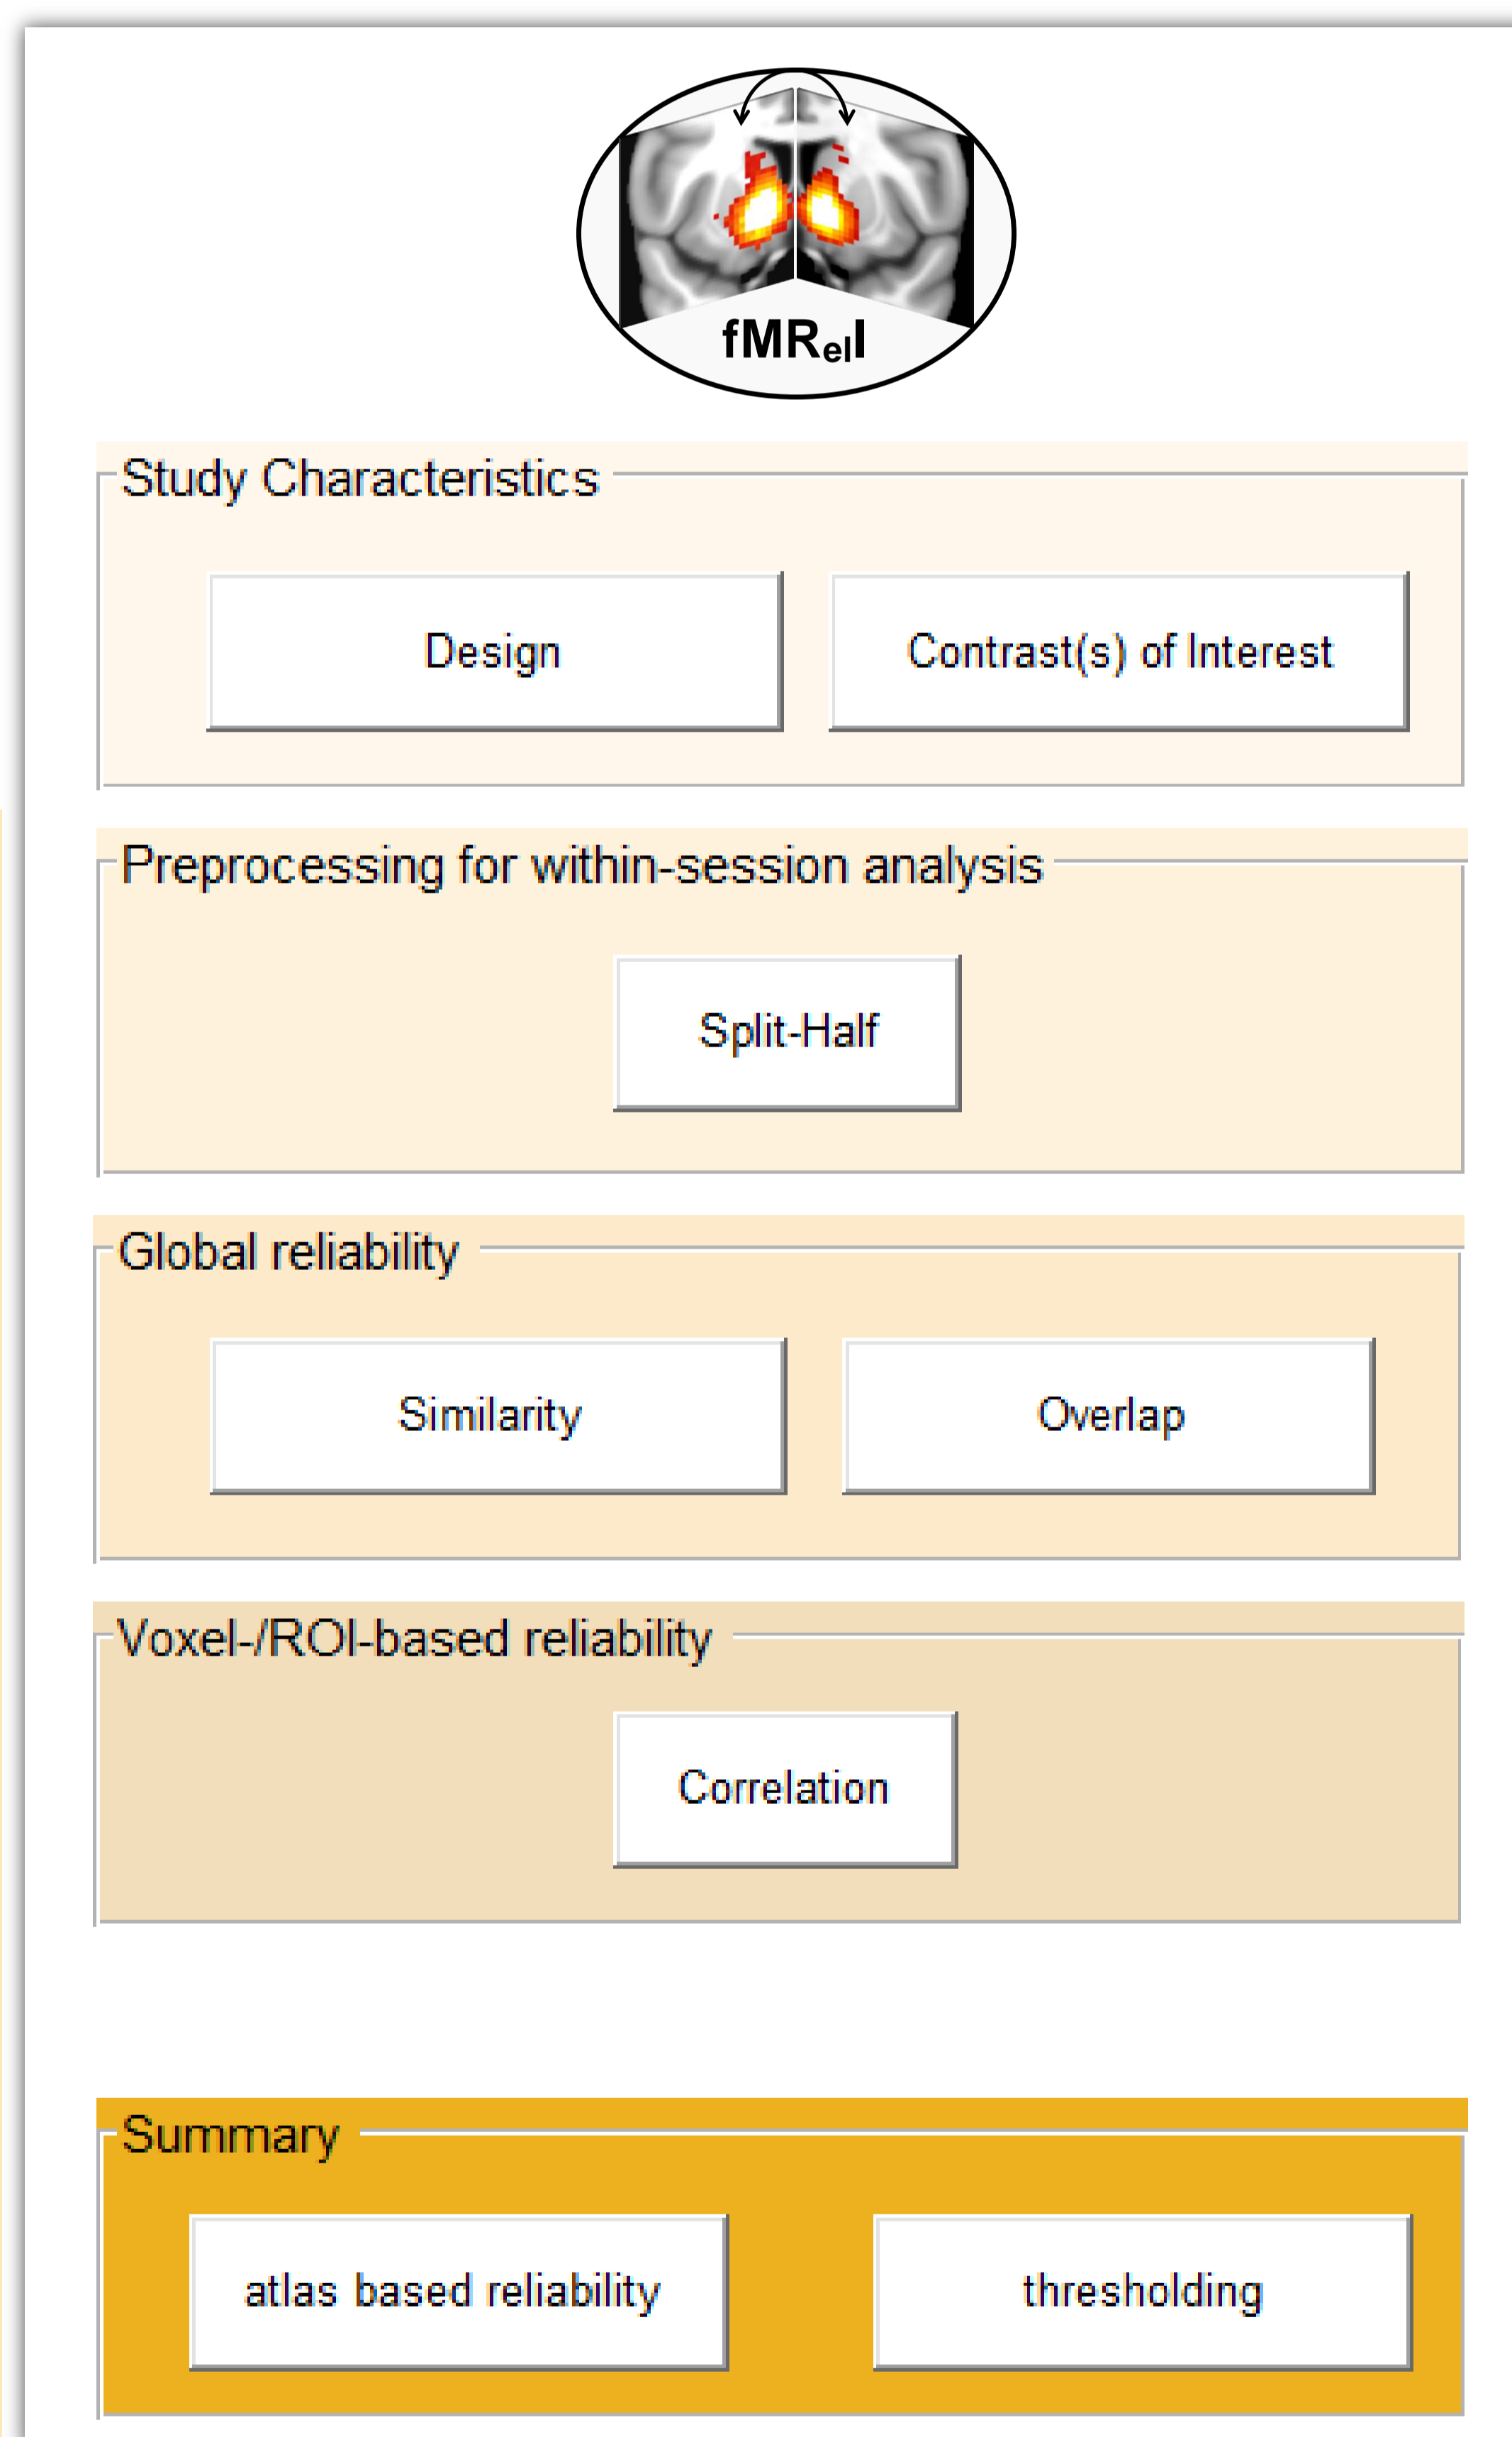 fMRelI
Study Characteristics
Design
Contrast(s) of Interest
Preprocessing for within-session analysis
Split-Half
Global reliability
Similarity
Overlap
Voxel-/ROI-based reliability
Correlation
Summary
atlas based reliability
thresholding